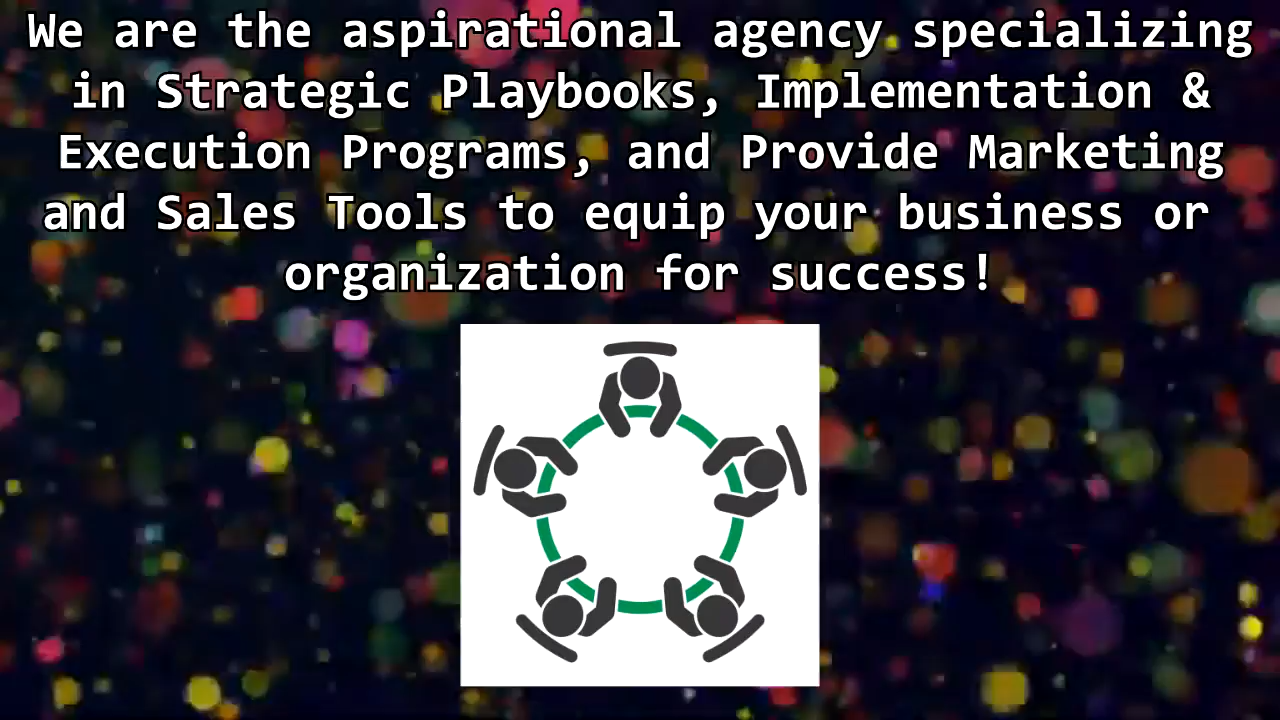 We are the aspirational agency specializing
in Strategic Playbooks, Implementation &
Execution Programs, and Provide Marketing
and Sales Tools to equip your business or
organization for success!